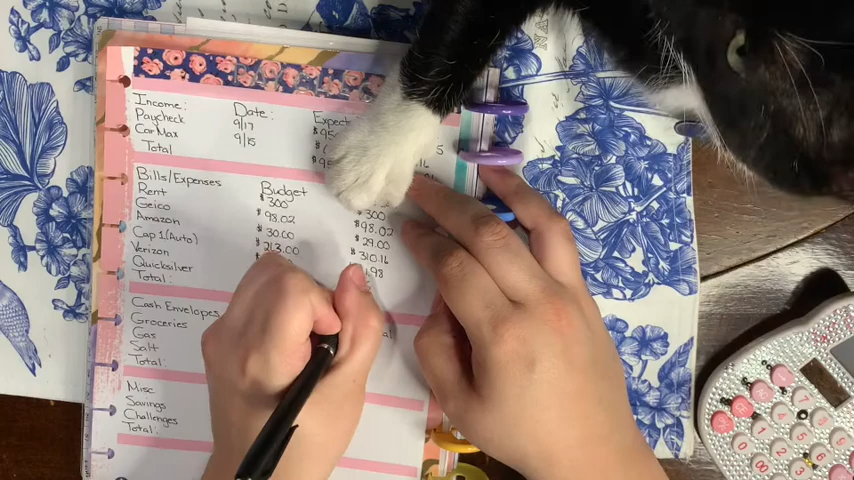 Income: Date: Expect
Paycheck 9/17 $95
CarMax 9/15
Total
Bills/Expenses Budget
Rent $300 $300
Geico $98.02 $98.02
Amazon $30.00 $29.00
Cap 1 (Auto) $213.00 $310.16
Verizon
Quicksilver
Total:
Cash Envelopes
Groceries
Gas
Salt
Total:
Misc
Savings
Challenges
Total: